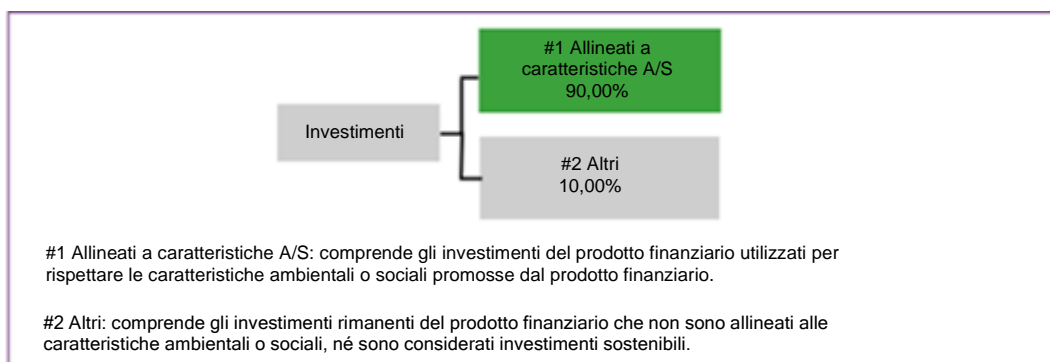 #1 Allineati a
caratteristiche A/S
90,00%
Investimenti
#2 Altri
10,00%
#1 Allineati a caratteristiche A/S: comprende gli investimenti del prodotto finanziario utilizzati per
rispettare le caratteristiche ambientali o sociali promosse dal prodotto finanziario.
#2 Altri: comprende gli investimenti rimanenti del prodotto finanziario che non sono allineati alle
caratteristiche ambientali o sociali, né sono considerati investimenti sostenibili.